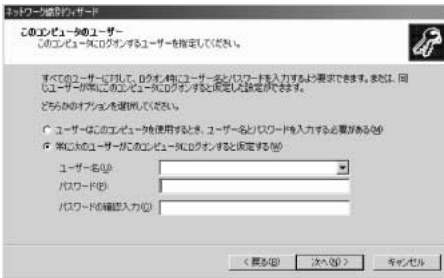 ネットワーク識別ウィザード
このコンピュータのユーザー
このコンピュータにログオンするユーザーを指定してください。
すべてのユーザーに対して、ログオン時にユーザー名とパスワードを入力するよう要求できます。または、同
じユーザーが常にこのコンピュータにログオンすると仮定した設定ができます。
どちらかのオプションを選択してください。
ユーザーはこのコンピュータを使用するとき、ユーザー名とパスワードを入力する必要がある(M)
常に次のユーザーがこのコンピュータにログオンすると仮定する(W)
ユーザー名(U):
パスワード(P):
パスワードの確認入力(C):
< 戻る(B)
次へ(N) >
キャンセル